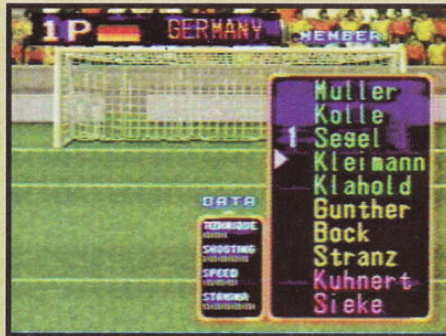 1P GERMANY
MEMBER
Muller
Kolle
1 Segel
Kleimann
Klahold
Gunther
Bock
Stranz
Kuhnert
Sieke
DATA
TECHNIQUE
SHOOTING
SPEED
STAMINA